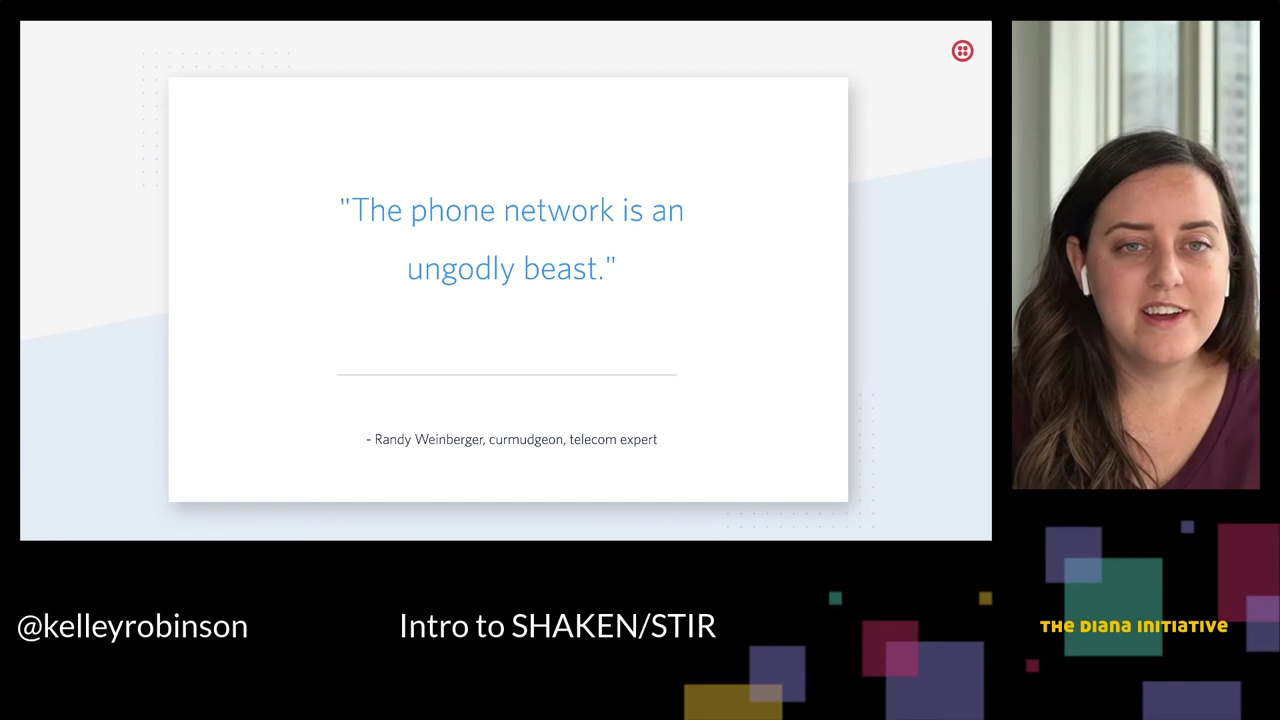 "The phone network is an
ungodly beast."
- Randy Weinberger, curmudgeon, telecom expert
@kelleyrobinson
Intro to SHAKEN/STIR
THE DIANA INITIATIVE